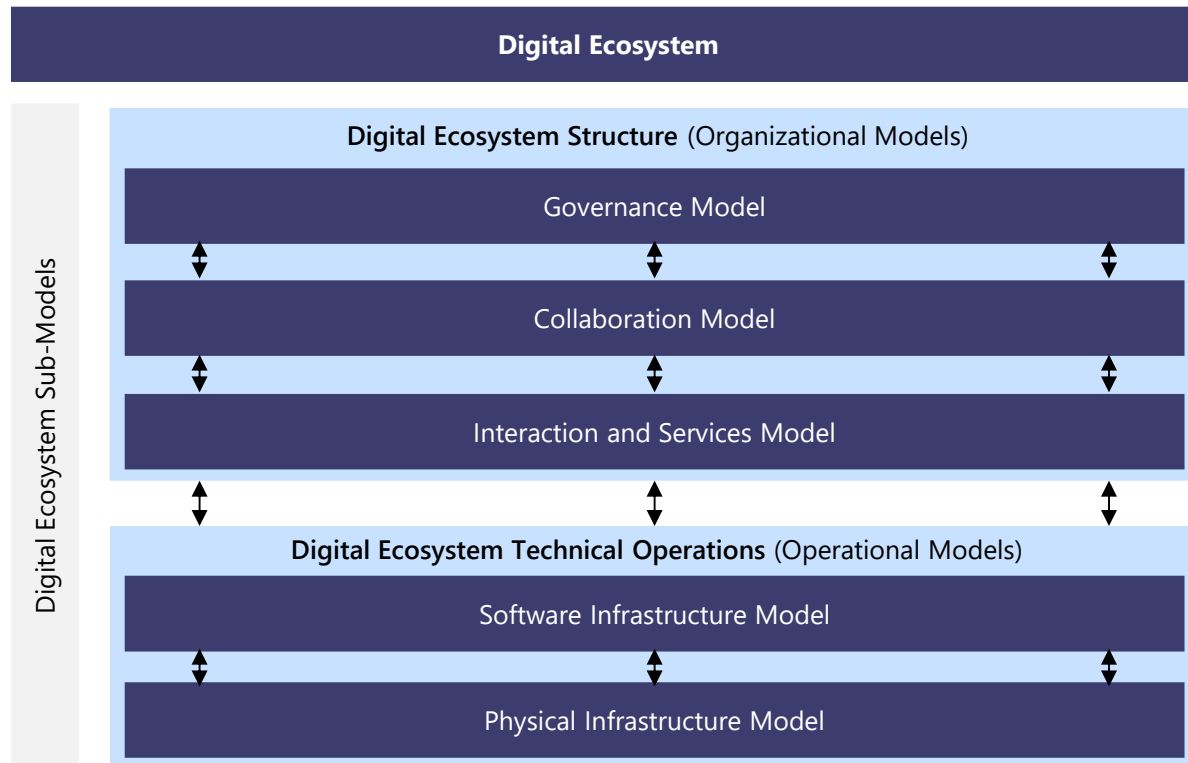 Digital Ecosystem
Digital Ecosystem Sub-Models
Digital Ecosystem Structure (Organizational Models)
Governance Model
Collaboration Model
Interaction and Services Model
Digital Ecosystem Technical Operations (Operational Models)
Software Infrastructure Model
Physical Infrastructure Model